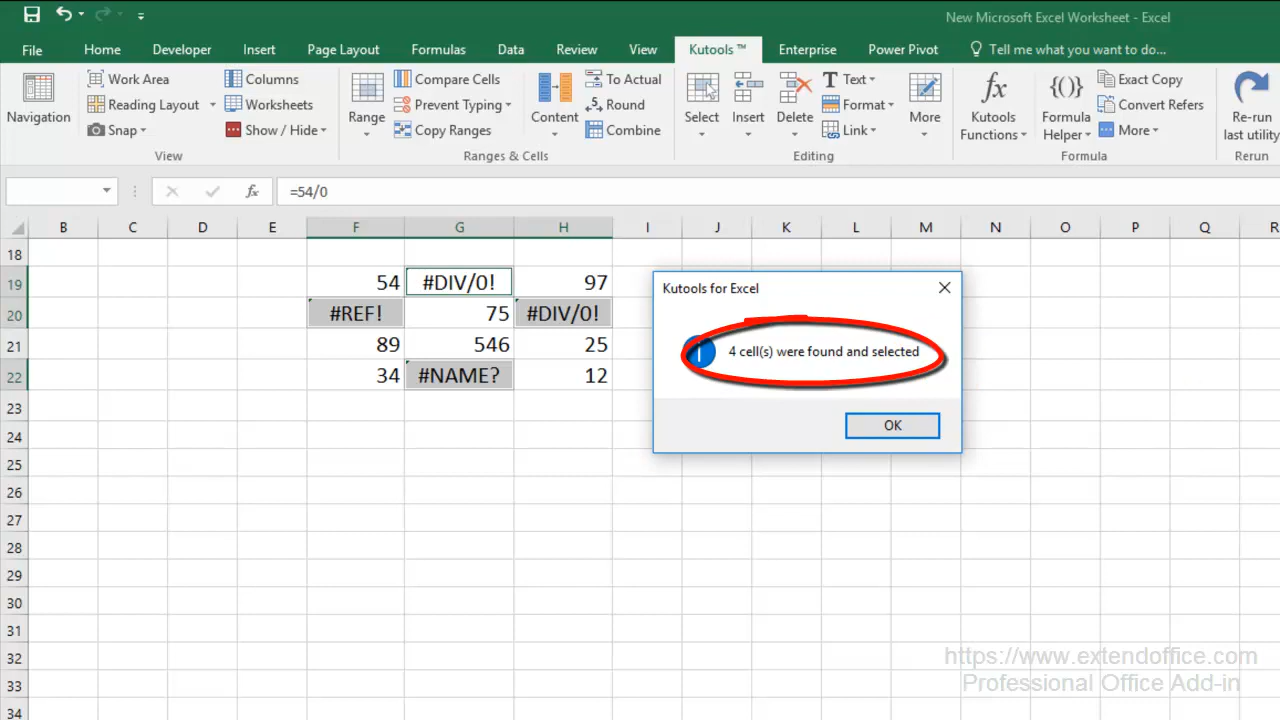 New Microsoft Excel Worksheet - Excel
File Home Developer Insert Page Layout Formulas Data Review View Kutools ™ Enterprise Power Pivot Tell me what you want to do...
Navigation
Work Area
Reading Layout
Snap
Columns
Worksheets
Show / Hide
View
Range
Compare Cells
Prevent Typing
Copy Ranges
Content
To Actual
Round
Combine
Ranges & Cells
Select
Insert
Delete
Text
Format
Link
More
Editing
Kutools
Functions
Formula
Helper
Exact Copy
Convert Refers
More
Formula
Re-run
last utility
Rerun
fx =54/0
B C D E F G H I J K L M N O P Q R
18
19 54 #DIV/0! 97
20 #REF! 75 #DIV/0!
21 89 546 25
22 34 #NAME? 12
23
24
25
26
27
28
29
30
31
32
33
34
Kutools for Excel
4 cell(s) were found and selected
OK
https://www.extendoffice.com
Professional Office Add-in